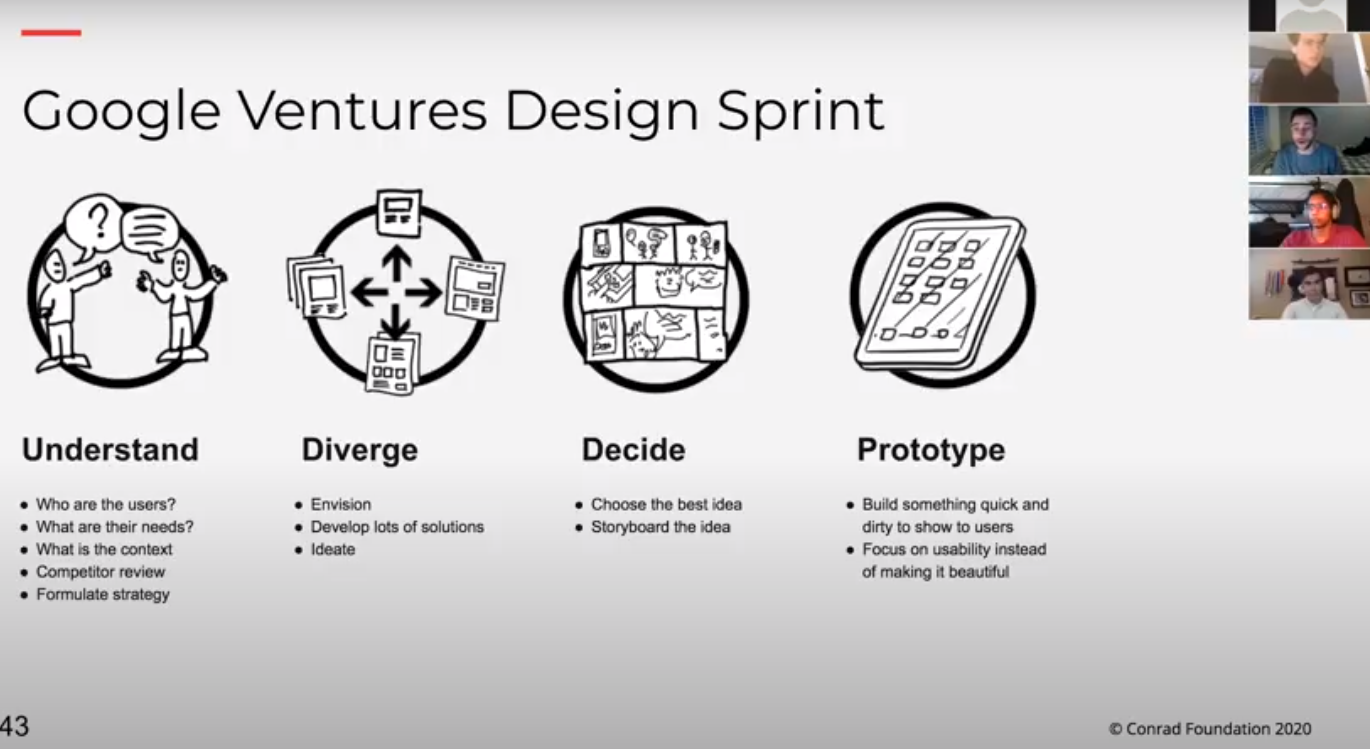 Google Ventures Design Sprint
?
Understand
• Who are the users?
• What are their needs?
• What is the context
• Competitor review
• Formulate strategy
Diverge
• Envision
• Develop lots of solutions
• Ideate
Decide
• Choose the best idea
• Storyboard the idea
Prototype
• Build something quick and
dirty to show to users
• Focus on usability instead
of making it beautiful
43
© Conrad Foundation 2020